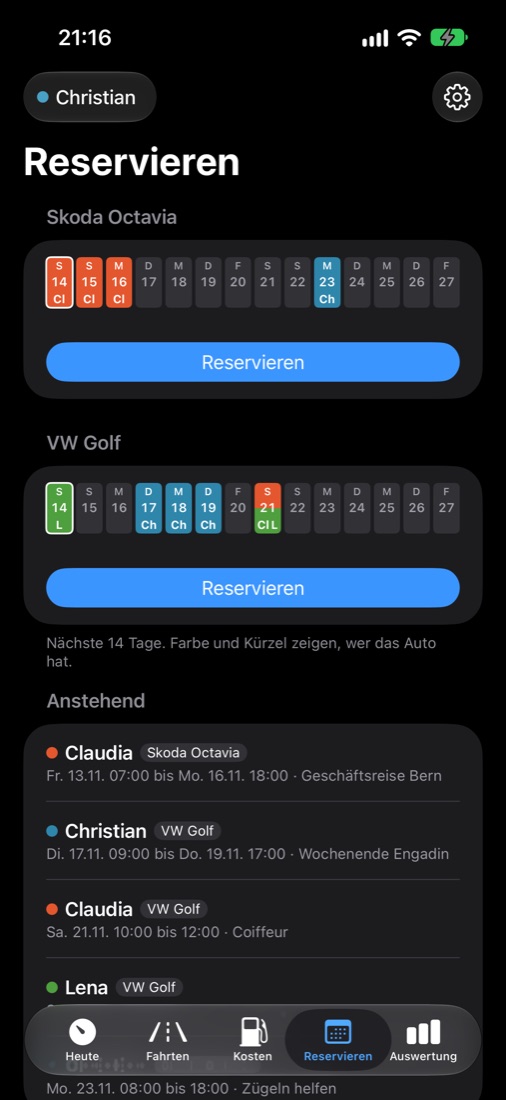 21:16
Christian
Reservieren
Skoda Octavia
S S M D M D F S S M D M D F
14 15 16 17 18 19 20 21 22 23 24 25 26 27
Cl Cl Cl Ch
Reservieren
VW Golf
S S M D M D F S S M D M D F
14 15 16 17 18 19 20 21 22 23 24 25 26 27
L Ch Ch Ch Cl L
Reservieren
Nächste 14 Tage. Farbe und Kürzel zeigen, wer das Auto
hat.
Anstehend
Claudia Skoda Octavia
Fr. 13.11. 07:00 bis Mo. 16.11. 18:00 · Geschäftsreise Bern
Christian VW Golf
Di. 17.11. 09:00 bis Do. 19.11. 17:00 · Wochenende Engadin
Claudia VW Golf
Sa. 21.11. 10:00 bis 12:00 · Coiffeur
Lena VW Golf
Heute Fahrten Kosten Reservieren Auswertung
Mo. 23.11. 08:00 bis 18:00 · Zügeln helfen